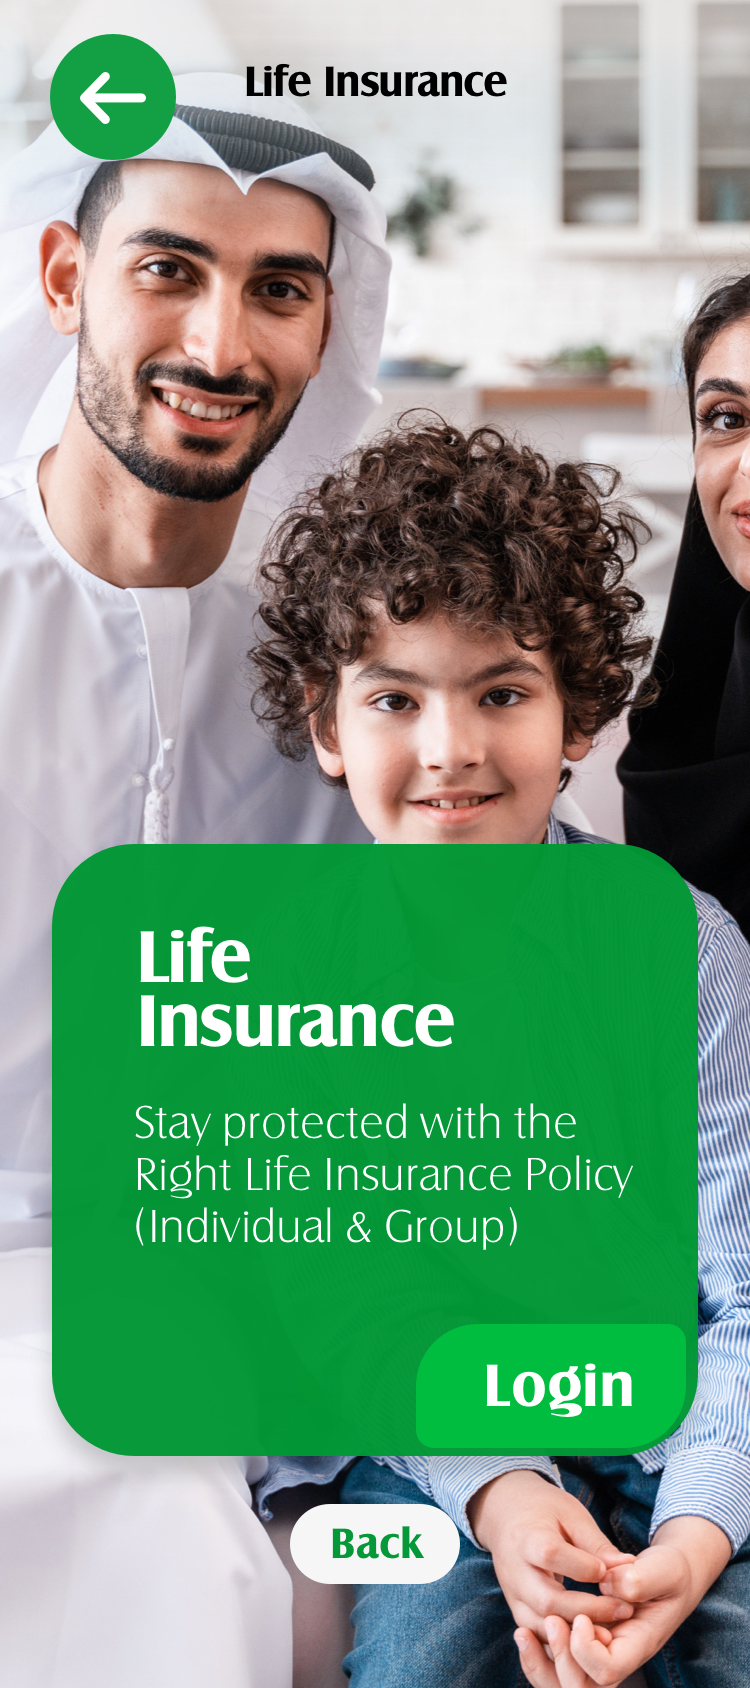 Life Insurance
Life
Insurance
Stay protected with the
Right Life Insurance Policy
(Individual & Group)
Login
Back